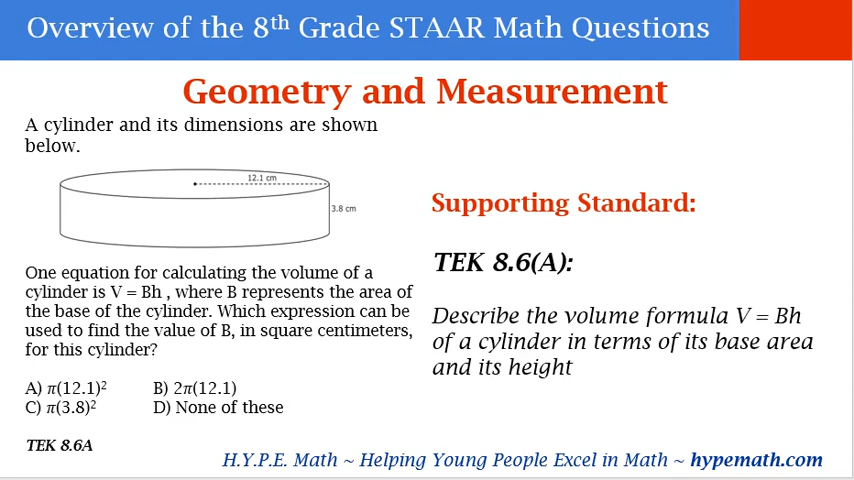 Overview of the 8th Grade STAAR Math Questions
Geometry and Measurement
A cylinder and its dimensions are shown
below.
12.1 cm
3.8 cm
One equation for calculating the volume of a
cylinder is V = Bh , where B represents the area of
the base of the cylinder. Which expression can be
used to find the value of B, in square centimeters,
for this cylinder?
A) π(12.1)² B) 2π(12.1)
C) π(3.8)² D) None of these
TEK 8.6A
Supporting Standard:
TEK 8.6(A):
Describe the volume formula V = Bh
of a cylinder in terms of its base area
and its height
H.Y.P.E. Math ~ Helping Young People Excel in Math ~ hypemath.com